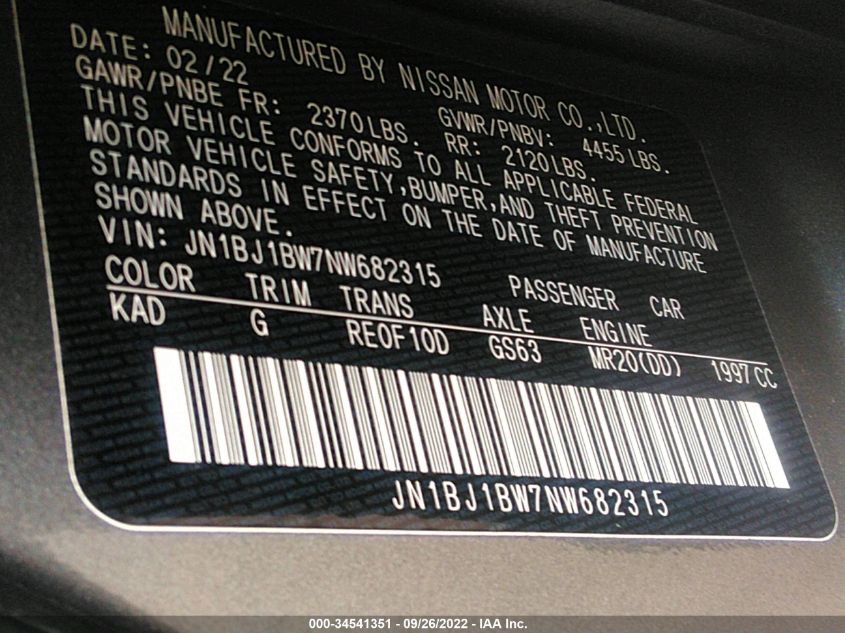 MANUFACTURED BY NISSAN MOTOR CO.,LTD.
DATE: 02/22 GVWR/PNBV: 4455 LBS.
GAWR/PNBE FR: 2370LBS. RR: 2120LBS.
THIS VEHICLE CONFORMS TO ALL APPLICABLE FEDERAL
MOTOR VEHICLE SAFETY,BUMPER,AND THEFT PREVENTION
STANDARDS IN EFFECT ON THE DATE OF MANUFACTURE
SHOWN ABOVE.
VIN: JN1BJ1BW7NW682315 PASSENGER CAR
COLOR TRIM TRANS AXLE ENGINE
KAD G RE0F10D GS63 MR20(DD) 1997CC
JN1BJ1BW7NW682315
000-34541351 - 09/26/2022 - IAA Inc.